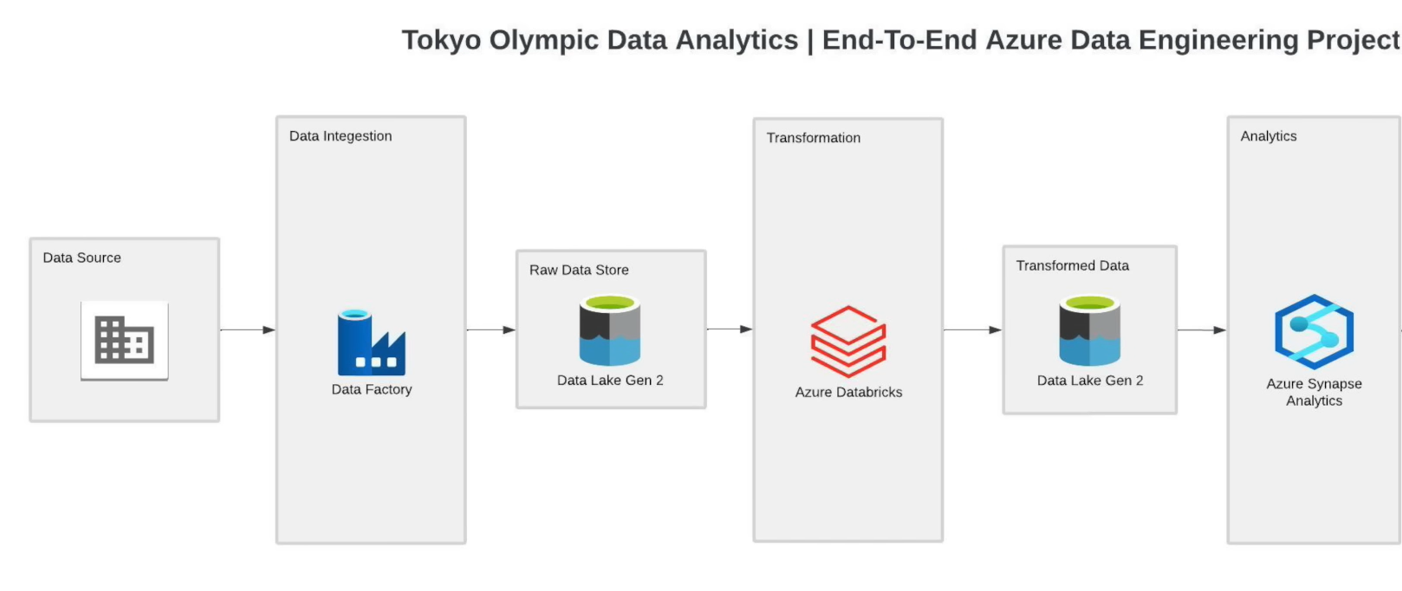 Tokyo Olympic Data Analytics | End-To-End Azure Data Engineering Project
Data Source
Data Integestion
Data Factory
Raw Data Store
Data Lake Gen 2
Transformation
Azure Databricks
Transformed Data
Data Lake Gen 2
Analytics
Azure Synapse
Analytics